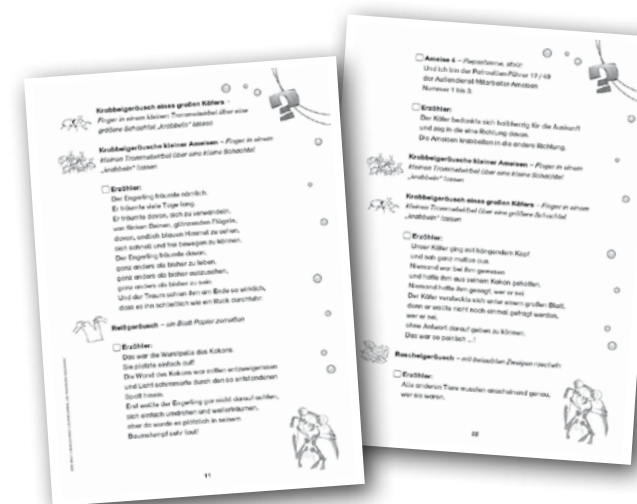 Krabbelgeräusch eines großen Käfers –
Finger in einem kleinen Trommelwirbel über eine
größere Schachtel „krabbeln“ lassen
Krabbelgeräusch kleiner Ameisen – Finger in einem
kleinen Trommelwirbel über eine kleine Schachtel
„krabbeln“ lassen
Erzähler:
Der Engerling träumte nämlich.
Er träumte viele Tage lang.
Er träumte davon, sich zu verwandeln,
von feinen Beinen, glänzenden Flügeln,
davon, endlich blauen Himmel zu sehen,
sich schnell und frei bewegen zu können.
Der Engerling träumte davon,
ganz anders als bisher zu leben,
ganz anders als bisher auszusehen,
ganz anders als bisher zu sein.
Und der Traum schien ihm am Ende so wirklich,
dass es ihn schließlich wie ein Ruck durchfuhr.
Reißgeräusch – ein Blatt Papier zerreißen
Erzähler:
Das war die
des Kokons.
Sie platzte einfach auf!
Die Wand des Kokons war mitten entzweigerissen
und Licht schimmerte durch den so entstandenen
Spalt herein.
Erst wollte der Engerling gar nicht darauf achten,
sich einfach umdrehen und weiterträumen,
aber da wurde es plötzlich in seinem
Baumstumpf sehr laut!
11
Ameise 6 –
Und ich bin der Patrouillen-Führer 17 / 49
der Außendienst-Mitarbeiter-Ameisen
Nummer 1 bis 3.
Erzähler:
Der Käfer bedankte sich
für die Auskunft
und zog in die eine Richtung davon.
Die Ameisen krabbelten in die andere Richtung.
Krabbelgeräusch kleiner Ameisen – Finger in einem
kleinen Trommelwirbel über eine kleine Schachtel
„krabbeln“ lassen
Krabbelgeräusch eines großen Käfers – Finger in einem
kleinen Trommelwirbel über eine größere Schachtel
„krabbeln“ lassen
Erzähler:
Unser Käfer ging mit hängendem Kopf
und sah ganz mutlos aus.
Niemand war bei ihm gewesen
und hatte ihm aus seinem Kokon geholfen.
Niemand hatte ihm gesagt, wer er sei.
Der Käfer versteckte sich unter einem großen Blatt,
denn er wollte nicht noch einmal gefragt werden,
wer er sei,
ohne Antwort darauf geben zu können.
Das war so peinlich ...!
Raschelgeräusch – mit belaubten Zweigen rascheln
Erzähler:
Alle anderen Tiere wussten anscheinend genau,
wer sie waren.
22